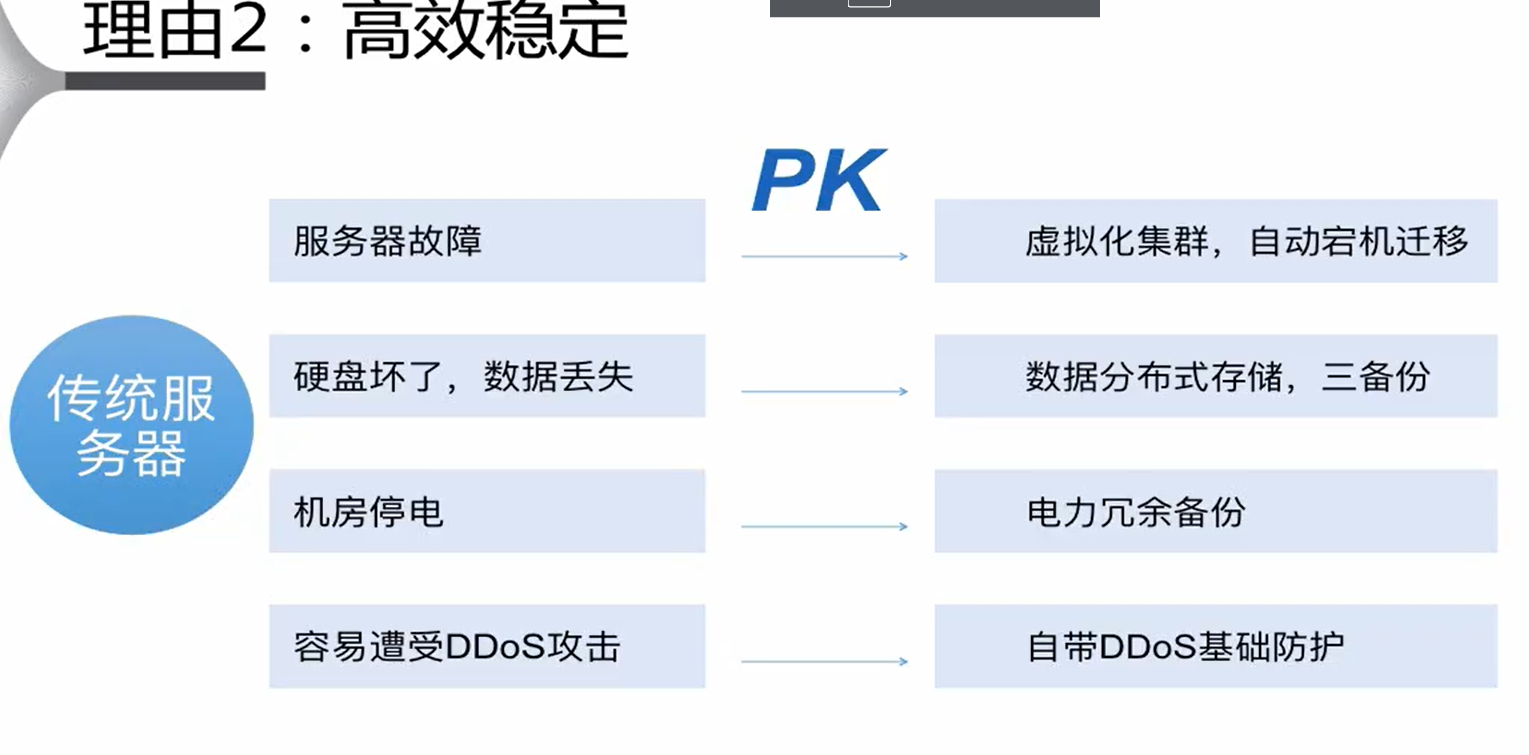 理由2：高效稳定
PK
服务器故障
虚拟化集群，自动宕机迁移
传统服
务器
硬盘坏了，数据丢失
数据分布式存储，三备份
机房停电
电力冗余备份
容易遭受DDoS攻击
自带DDoS基础防护